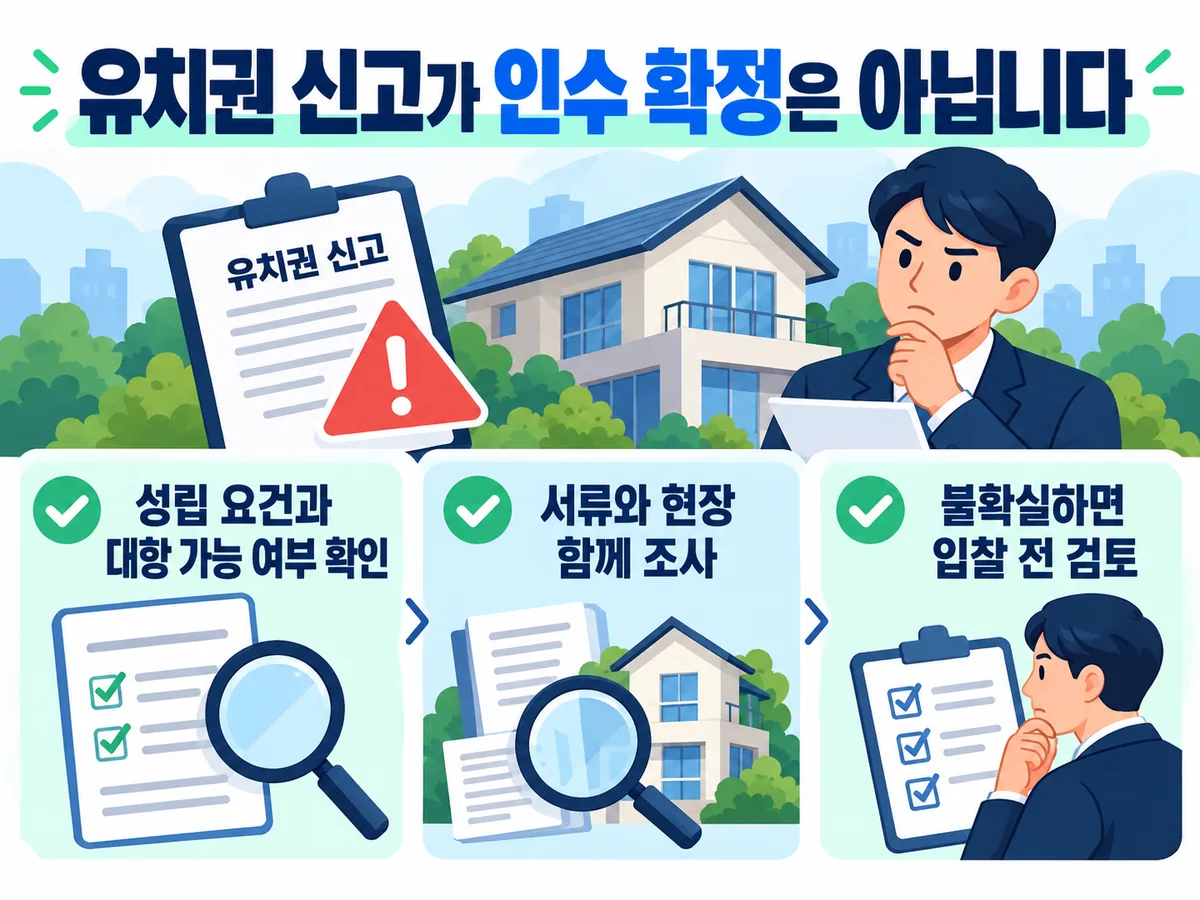 유치권 신고가 인수 확정은 아닙니다
유치권 신고
성립 요건과
대항 가능 여부 확인
서류와 현장
함께 조사
불확실하면
입찰 전 검토